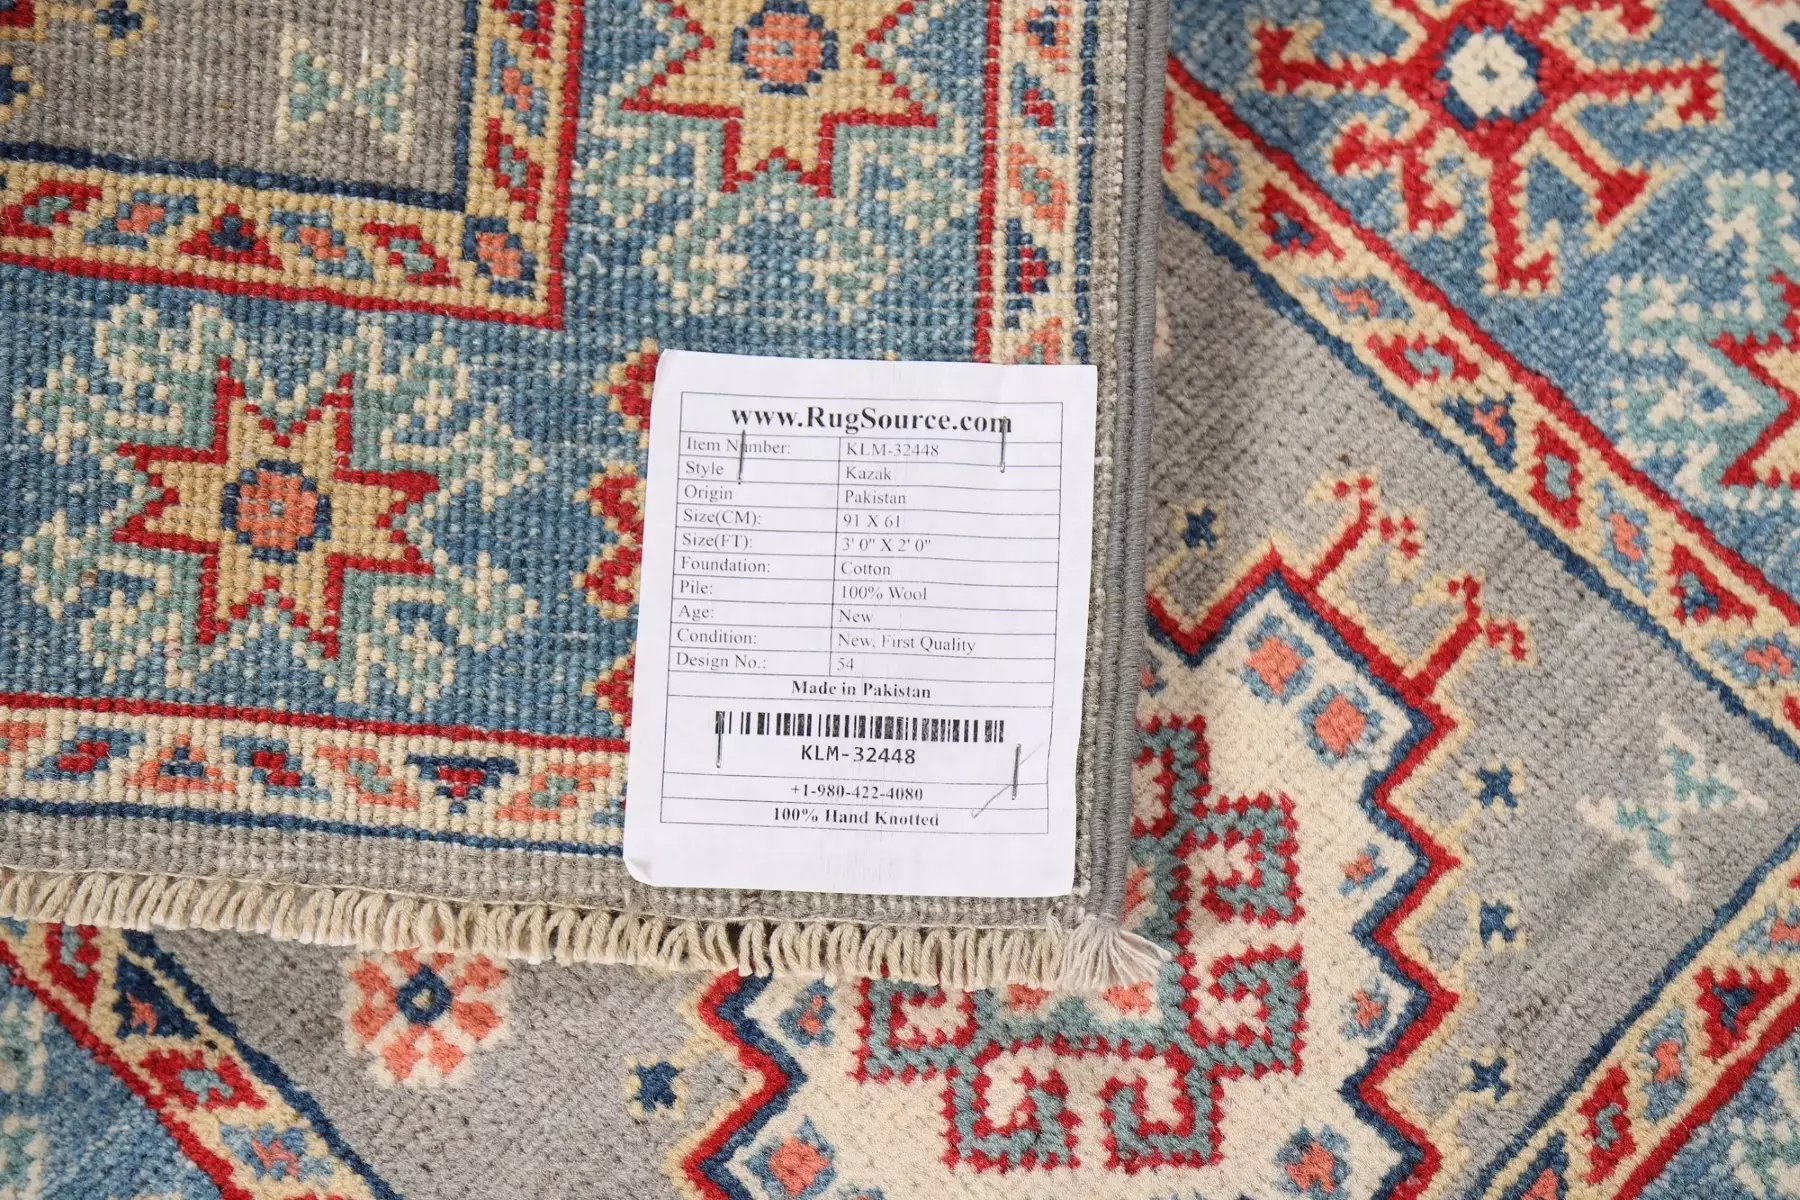 www.RugSource.com
Item Number: KLM-32448
Style Kazak
Origin Pakistan
Size(CM): 91 X 61
Size(FT): 3' 0" X 2' 0"
Foundation: Cotton
Pile: 100% Wool
Age: New
Condition: New, First Quality
Design No.: 54
Made in Pakistan
KLM-32448
+1-980-422-4080
100% Hand Knotted